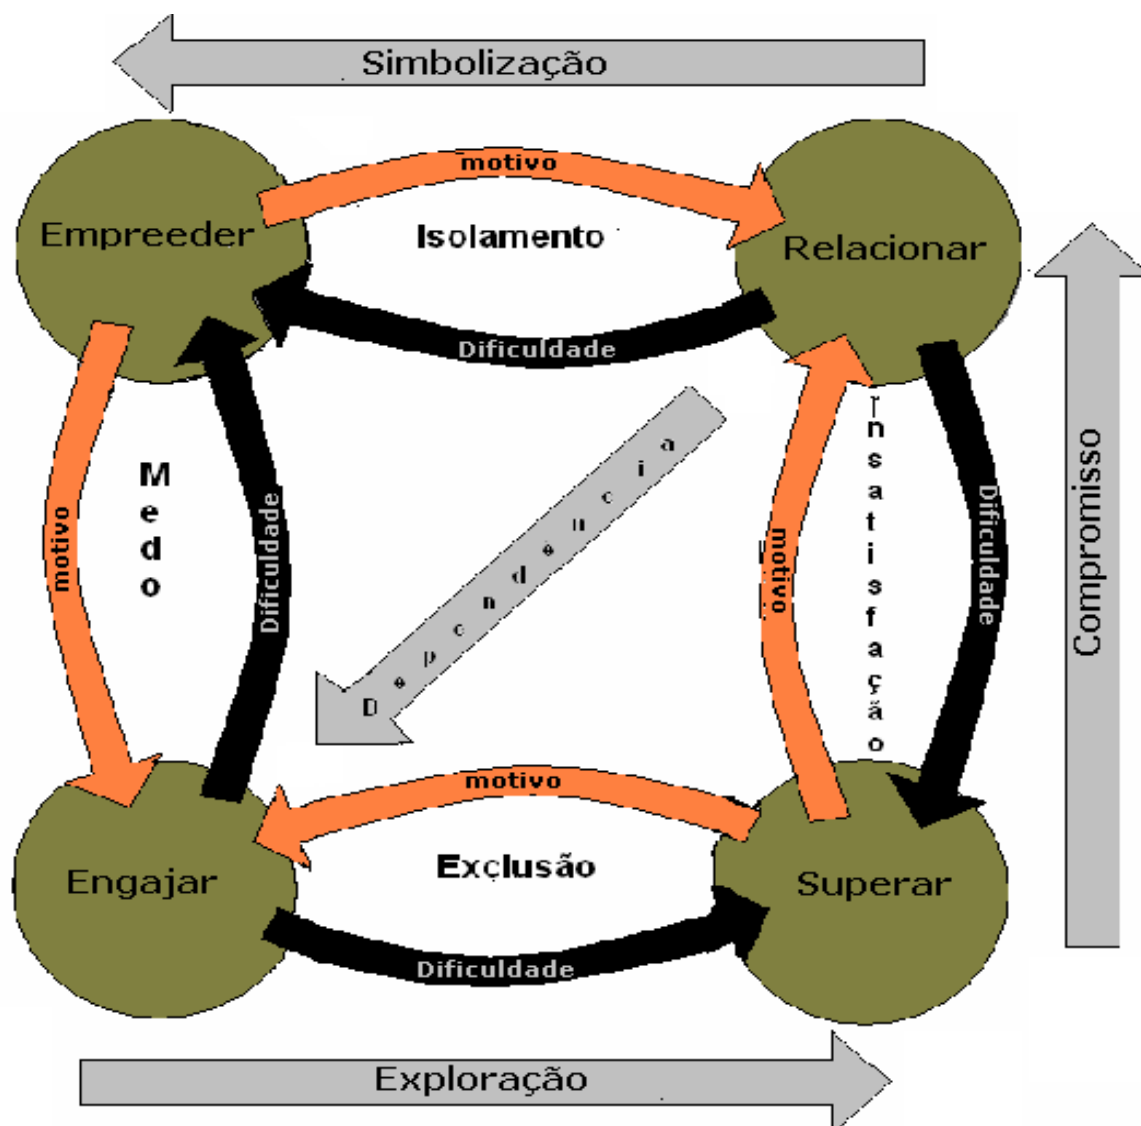 Simbolização
motivo
Empreeder
Isolamento
Relacionar
Dificuldade
Medo
motivo
Dificuldade
Dependência
motivo
Insatisfação
Dificuldade
Compromisso
motivo
Engajar
Exclusão
Superar
Dificuldade
Exploração